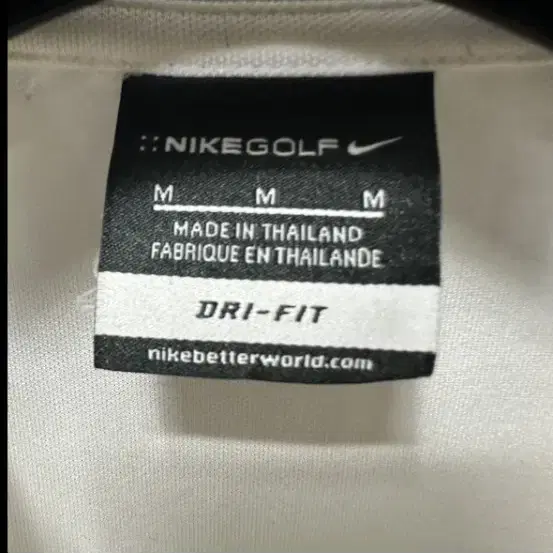 NIKEGOLF
M M M
MADE IN THAILAND
FABRIQUE EN THAILANDE
DRI-FIT
nikebetterworld.com